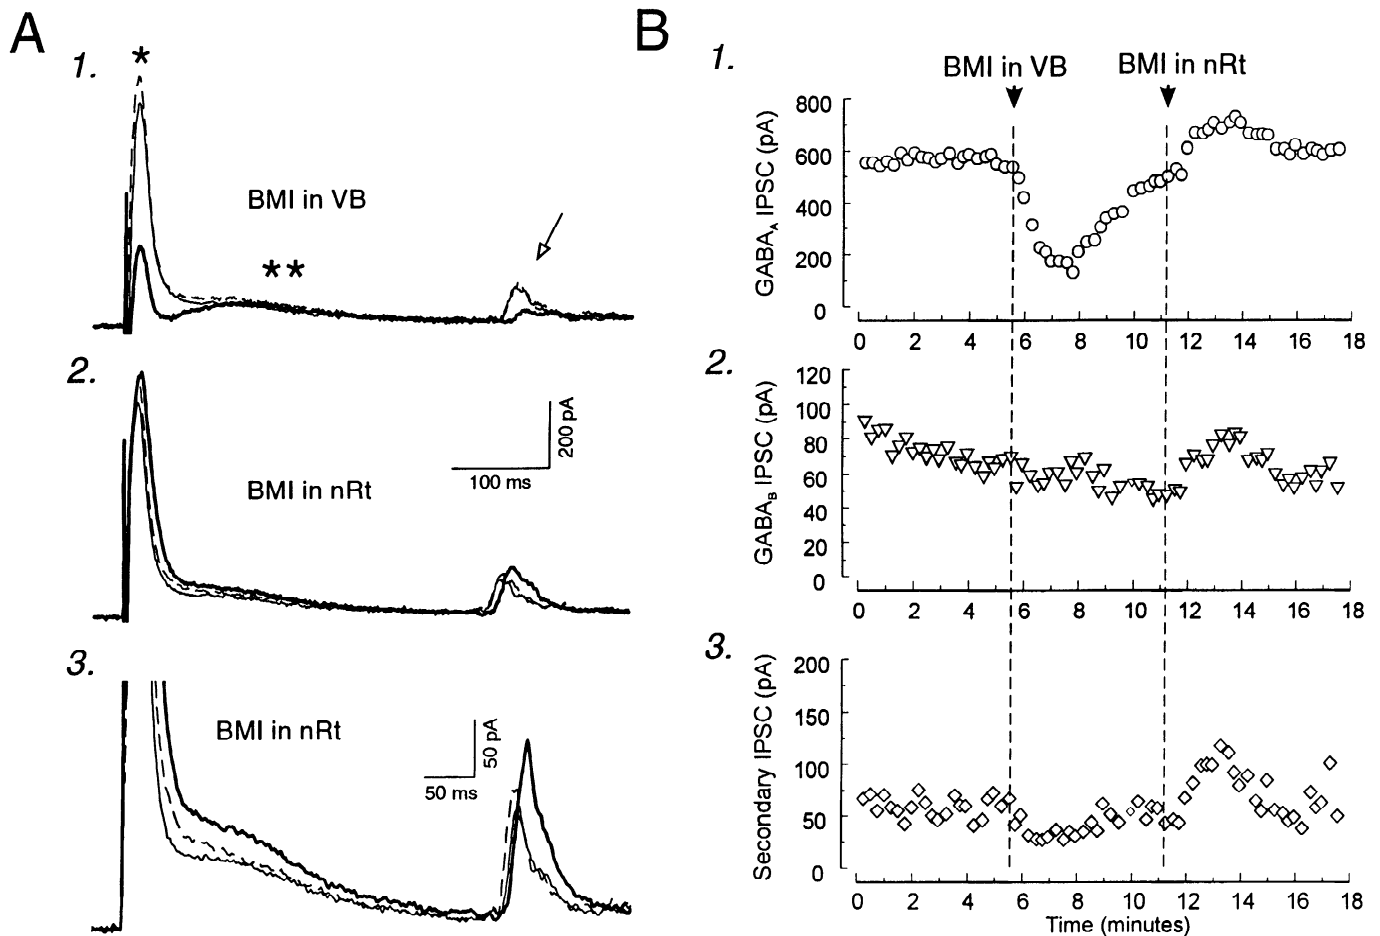 A
1.
*
BMI in VB
**
2.
200 pA
100 ms
BMI in nRt
3.
BMI in nRt
50 pA
50 ms
B
1.
BMI in VB
BMI in nRt
GABA_A IPSC (pA)
800
600
400
200
0
0 2 4 6 8 10 12 14 16 18
2.
GABA_B IPSC (pA)
120
100
80
60
40
20
0
0 2 4 6 8 10 12 14 16 18
3.
Secondary IPSC (pA)
200
150
100
50
0
0 2 4 6 8 10 12 14 16 18
Time (minutes)